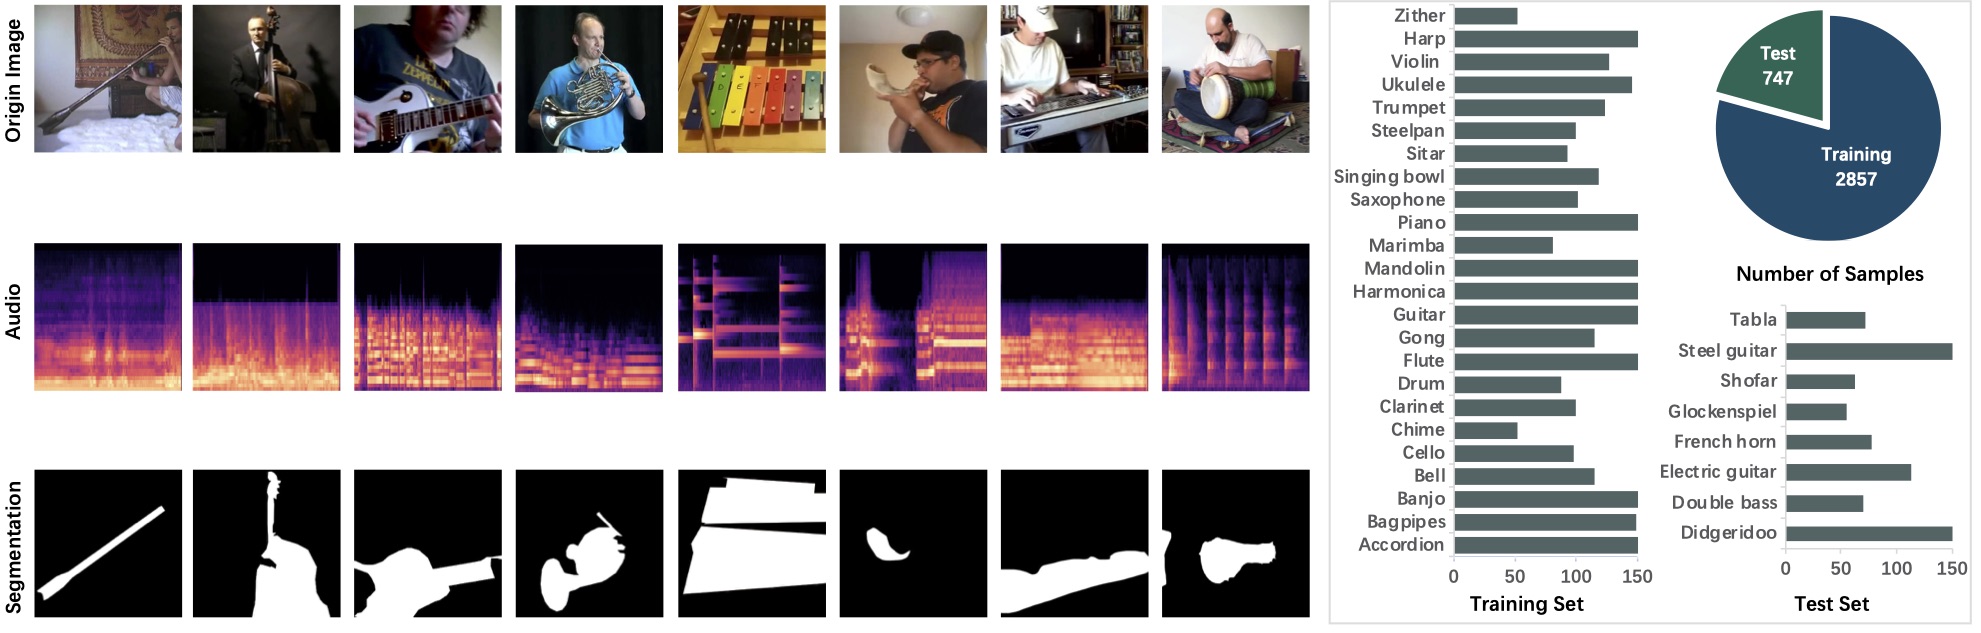 Origin Image
Audio
Segmentation
Zither
Harp
Violin
Ukulele
Trumpet
Steelpan
Sitar
Singing bowl
Saxophone
Piano
Marimba
Mandolin
Harmonica
Guitar
Gong
Flute
Drum
Clarinet
Chime
Cello
Bell
Banjo
Bagpipes
Accordion
0 50 100 150
Training Set
Test
747
Training
2857
Number of Samples
Tabla
Steel guitar
Shofar
Glockenspiel
French horn
Electric guitar
Double bass
Didgeridoo
0 50 100 150
Test Set